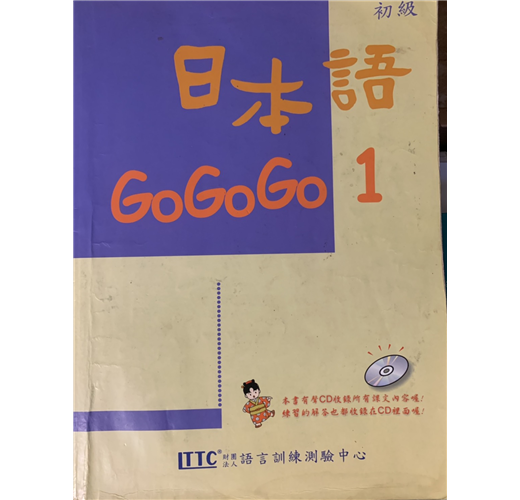 初級
日本語
GoGoGo 1
本書有聲CD收錄所有課文內容喔!
練習的解答也都收錄在CD裡面喔!
LTTC® 財團法人 語言訓練測驗中心